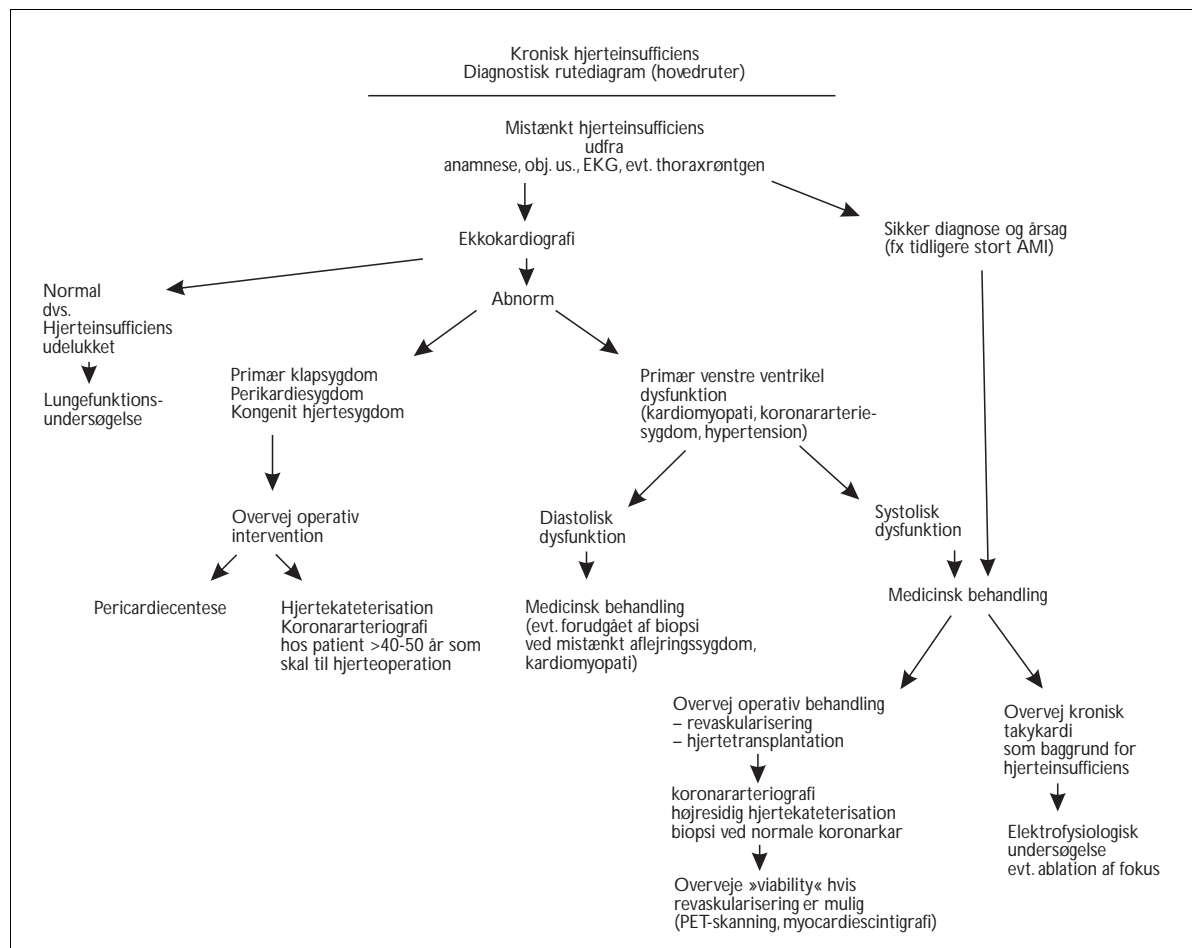 Kronisk hjerteinsufficiens
Diagnostisk rutediagram (hovedruter)
Mistænkt hjerteinsufficiens
udfra
anamnese, obj. us., EKG, evt. thoraxrøntgen
Sikker diagnose og årsag
(fx tidligere stort AMI)
Ekkokardiografi
Normal
dvs.
Hjerteinsufficiens
udelukket
Abnorm
Lungefunktions-
undersøgelse
Primær klapsygdom
Perikardiesygdom
Kongenit hjertesygdom
Primær venstre ventrikel
dysfunktion
(kardiomyopati, koronararterie-
sygdom, hypertension)
Overvej operativ
intervention
Diastolisk
dysfunktion
Systolisk
dysfunktion
Pericardiecentese
Hjertekateterisation
Koronararteriografi
hos patient >40-50 år som
skal til hjerteoperation
Medicinsk behandling
(evt. forudgået af biopsi
ved mistænkt aflejringssygdom,
kardiomyopati)
Medicinsk behandling
Overvej operativ behandling
– revaskularisering
– hjertetransplantation
Overvej kronisk
takykardi
som baggrund for
hjerteinsufficiens
koronararteriografi
højresidig hjertekateterisation
biopsi ved normale koronarkar
Elektrofysiologisk
undersøgelse
evt. ablation af fokus
Overveje »viability« hvis
revaskularisering er mulig
(PET-skanning, myocardiescintigrafi)